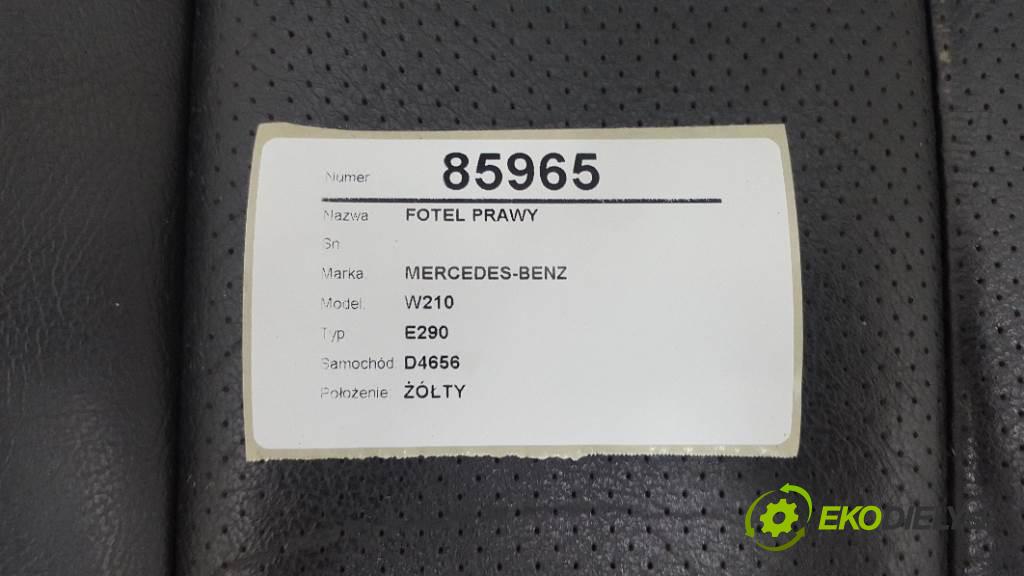 Numer 85965
Nazwa FOTEL PRAWY
Sn
Marka MERCEDES-BENZ
Model: W210
Typ E290
Samochód: D4656
Położenie: ŻÓŁTY
EKODIELY